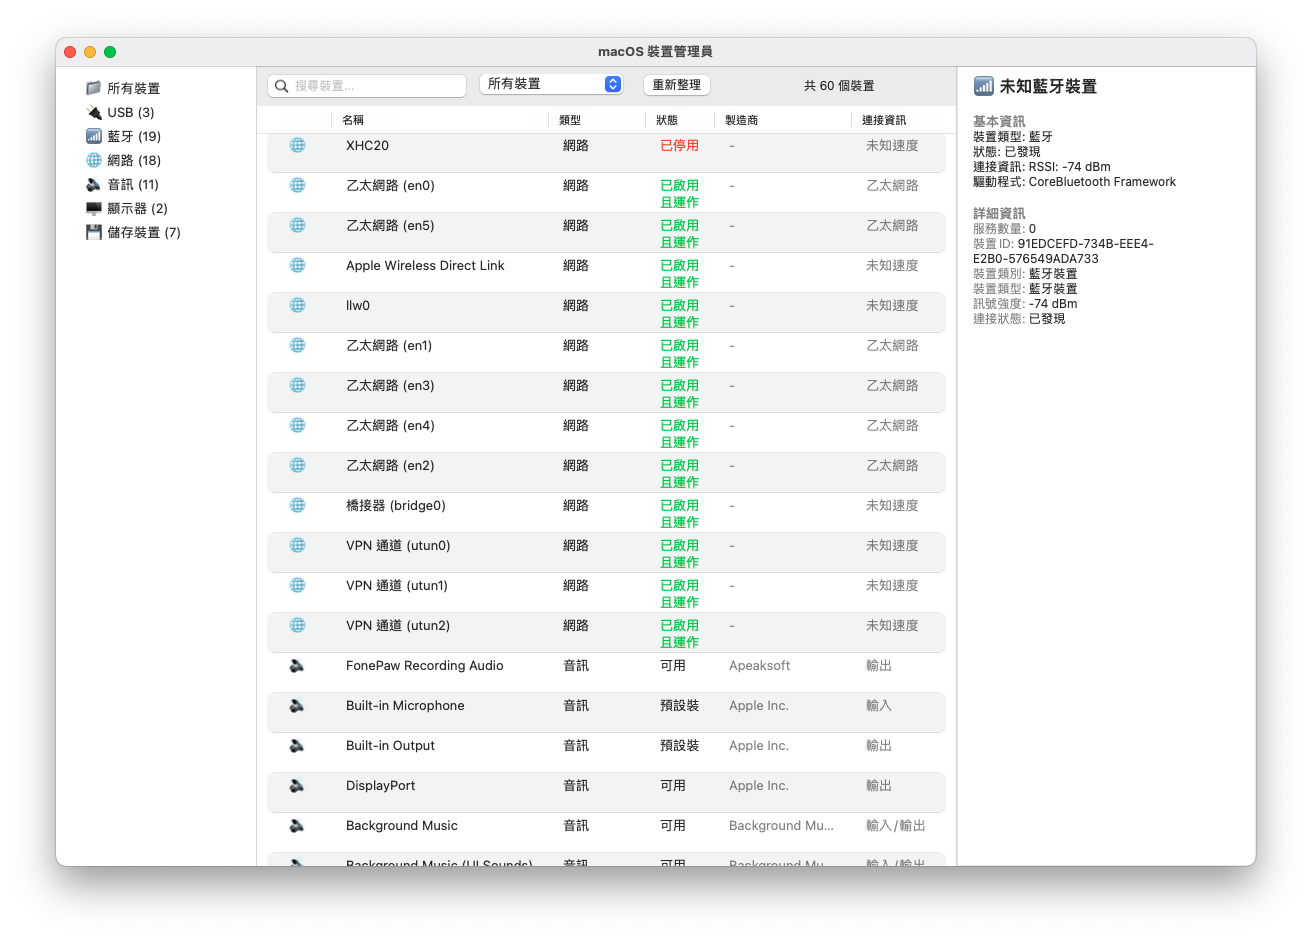 macOS 裝置管理員
所有裝置
USB (3)
藍牙 (19)
網路 (18)
音訊 (11)
顯示器 (2)
儲存裝置 (7)
搜尋裝置...
所有裝置
重新整理
共 60 個裝置
名稱 類型 狀態 製造商 連接資訊
XHC20 網路 已停用 - 未知速度
乙太網路 (en0) 網路 已啟用 - 乙太網路
且運作
乙太網路 (en5) 網路 已啟用 - 乙太網路
且運作
Apple Wireless Direct Link 網路 已啟用 - 未知速度
且運作
llw0 網路 已啟用 - 未知速度
且運作
乙太網路 (en1) 網路 已啟用 - 乙太網路
且運作
乙太網路 (en3) 網路 已啟用 - 乙太網路
且運作
乙太網路 (en4) 網路 已啟用 - 乙太網路
且運作
乙太網路 (en2) 網路 已啟用 - 乙太網路
且運作
橋接器 (bridge0) 網路 已啟用 - 未知速度
且運作
VPN 通道 (utun0) 網路 已啟用 - 未知速度
且運作
VPN 通道 (utun1) 網路 已啟用 - 未知速度
且運作
VPN 通道 (utun2) 網路 已啟用 - 未知速度
且運作
FonePaw Recording Audio 音訊 可用 Apeaksoft 輸出
Built-in Microphone 音訊 預設裝 Apple Inc. 輸入
Built-in Output 音訊 預設裝 Apple Inc. 輸出
DisplayPort 音訊 可用 Apple Inc. 輸出
Background Music 音訊 可用 Background Mu... 輸入/輸出
Background Music (UI Sounds) 音訊 可用 Background Mu... 輸入/輸出
未知藍牙裝置
基本資訊
裝置類型: 藍牙
狀態: 已發現
連接資訊: RSSI: -74 dBm
驅動程式: CoreBluetooth Framework
詳細資訊
服務數量: 0
裝置 ID: 91EDCEFD-734B-EEE4-
E2B0-576549ADA733
裝置類別: 藍牙裝置
裝置類型: 藍牙裝置
訊號強度: -74 dBm
連接狀態: 已發現